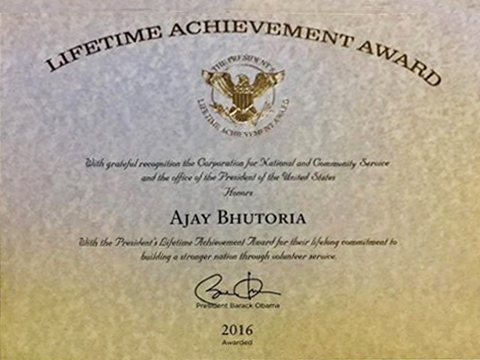 LIFETIME ACHIEVEMENT AWARD
THE PRESIDENT'S
LIFETIME ACHIEVEMENT AWARD
With grateful recognition the Corporation for National and Community Service
and the office of the President of the United States
Honors
AJAY BHUTORIA
With the President's Lifetime Achievement Award for their lifelong commitment to
building a stronger nation through volunteer service.
President Barack Obama
2016
Awarded